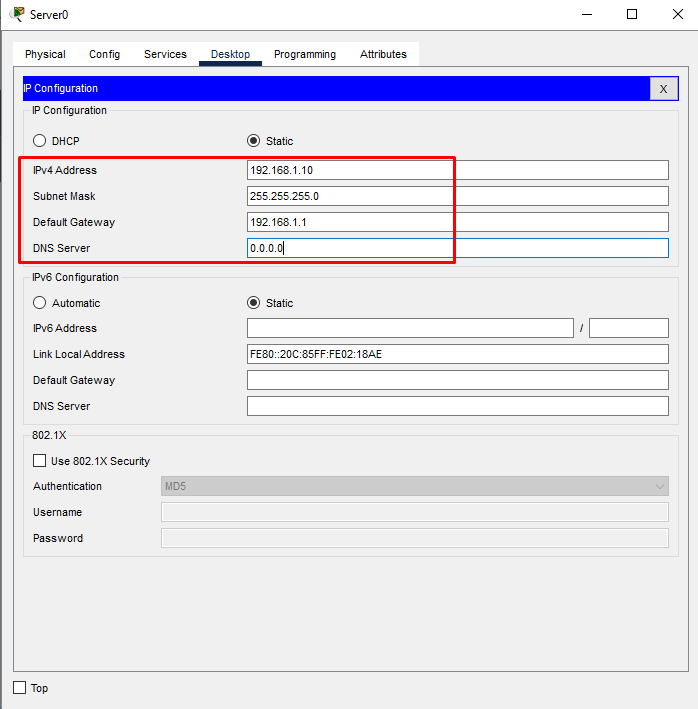 Server0
Physical Config Services Desktop Programming Attributes
IP Configuration X
IP Configuration
DHCP Static
IPv4 Address 192.168.1.10
Subnet Mask 255.255.255.0
Default Gateway 192.168.1.1
DNS Server 0.0.0.0
IPv6 Configuration
Automatic Static
IPv6 Address /
Link Local Address FE80::20C:85FF:FE02:18AE
Default Gateway
DNS Server
802.1X
Use 802.1X Security
Authentication MD5
Username
Password
Top